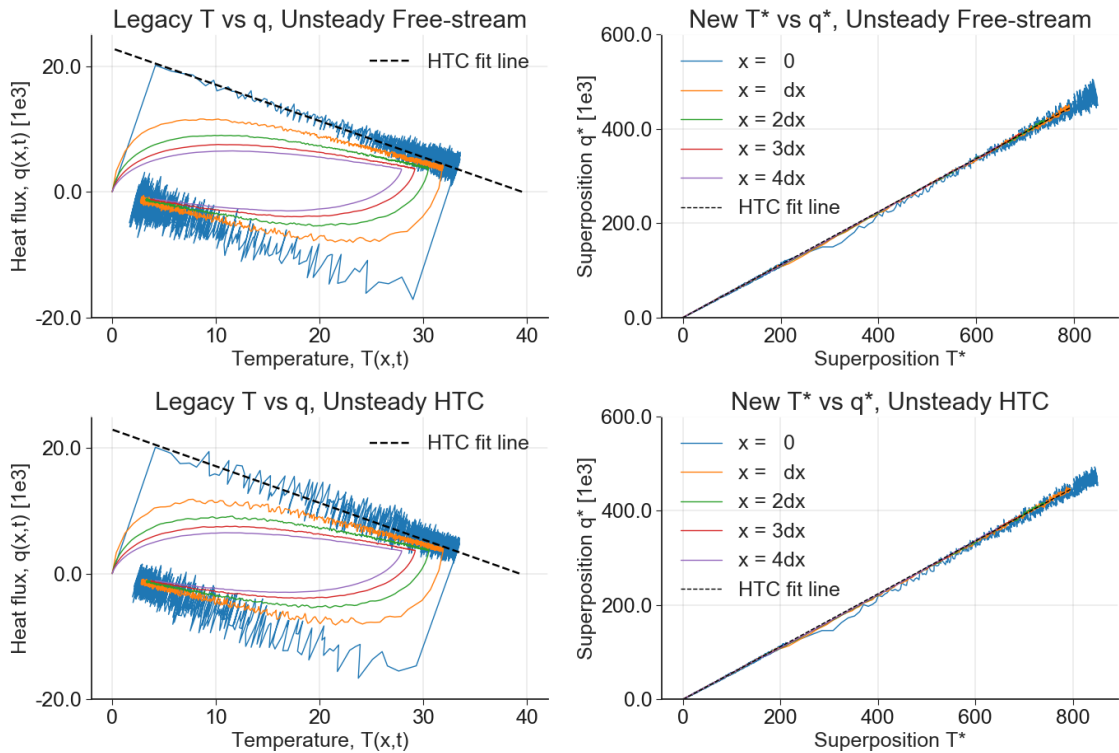 Legacy T vs q, Unsteady Free-stream
20.0
0.0
-20.0
Heat flux, q(x,t) [1e3]
HTC fit line
0 10 20 30 40
Temperature, T(x,t)
New T* vs q*, Unsteady Free-stream
600.0
400.0
200.0
0.0
Superposition q* [1e3]
x = 0
x = dx
x = 2dx
x = 3dx
x = 4dx
HTC fit line
0 200 400 600 800
Superposition T*
Legacy T vs q, Unsteady HTC
20.0
0.0
-20.0
Heat flux, q(x,t) [1e3]
HTC fit line
0 10 20 30 40
Temperature, T(x,t)
New T* vs q*, Unsteady HTC
600.0
400.0
200.0
0.0
Superposition q* [1e3]
x = 0
x = dx
x = 2dx
x = 3dx
x = 4dx
HTC fit line
0 200 400 600 800
Superposition T*